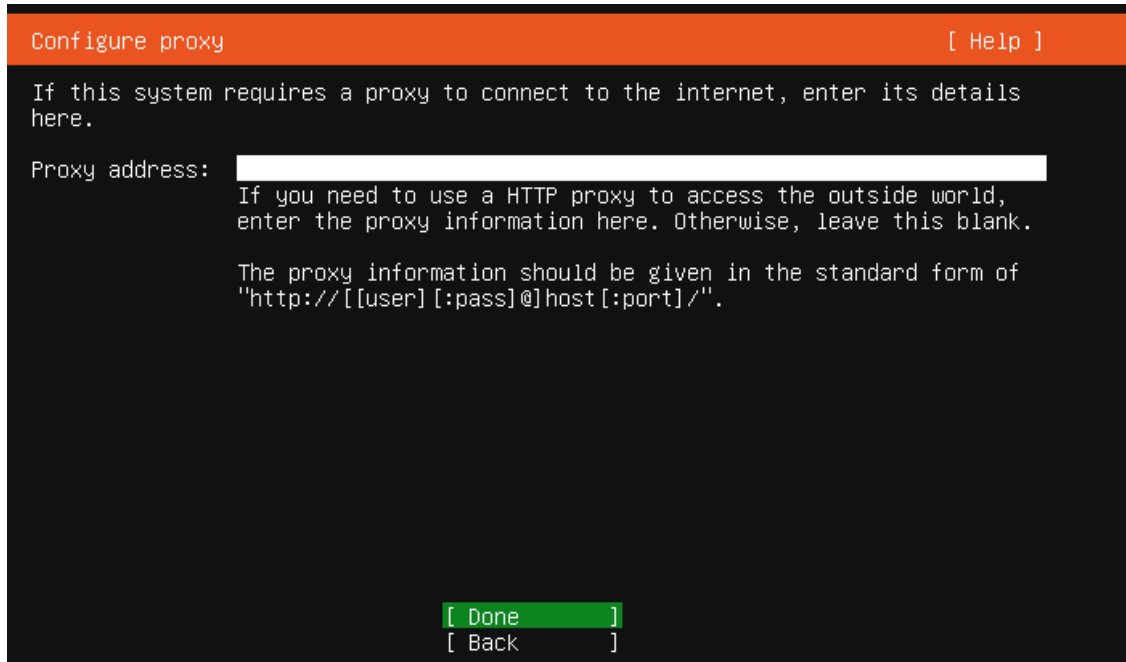 Configure proxy [ Help ]
If this system requires a proxy to connect to the internet, enter its details
here.
Proxy address:
If you need to use a HTTP proxy to access the outside world,
enter the proxy information here. Otherwise, leave this blank.
The proxy information should be given in the standard form of
"http://[[user][:pass]@]host[:port]/".
[ Done ]
[ Back ]